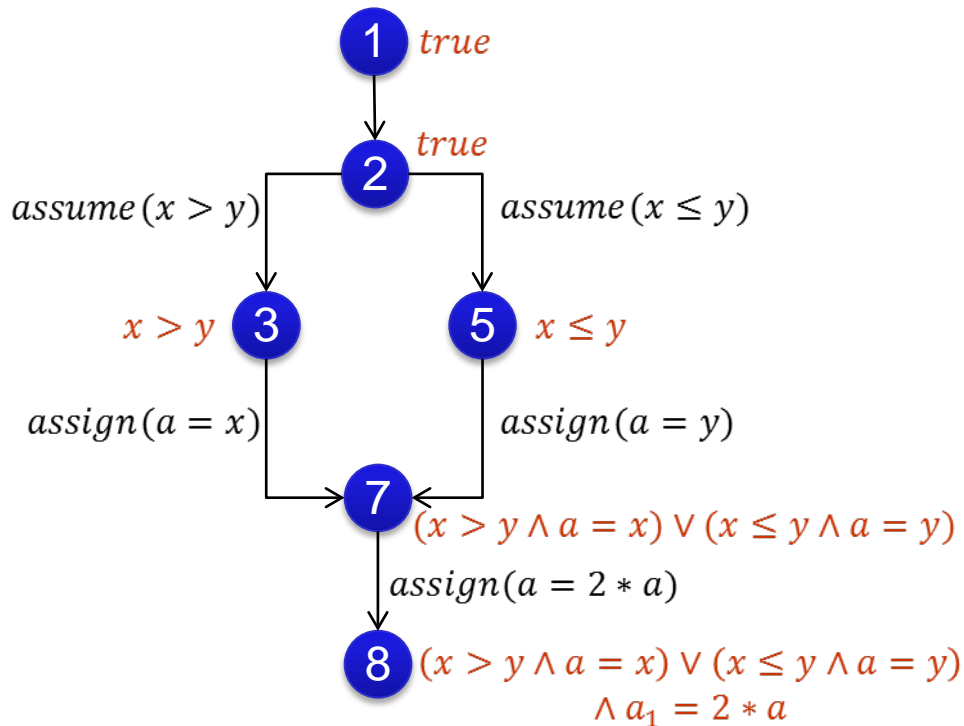 1 true
2 true
assume(x > y) assume(x ≤ y)
x > y 3 5 x ≤ y
assign(a = x) assign(a = y)
7
(x > y ∧ a = x) ∨ (x ≤ y ∧ a = y)
assign(a = 2 * a)
8 (x > y ∧ a = x) ∨ (x ≤ y ∧ a = y)
∧ a₁ = 2 * a